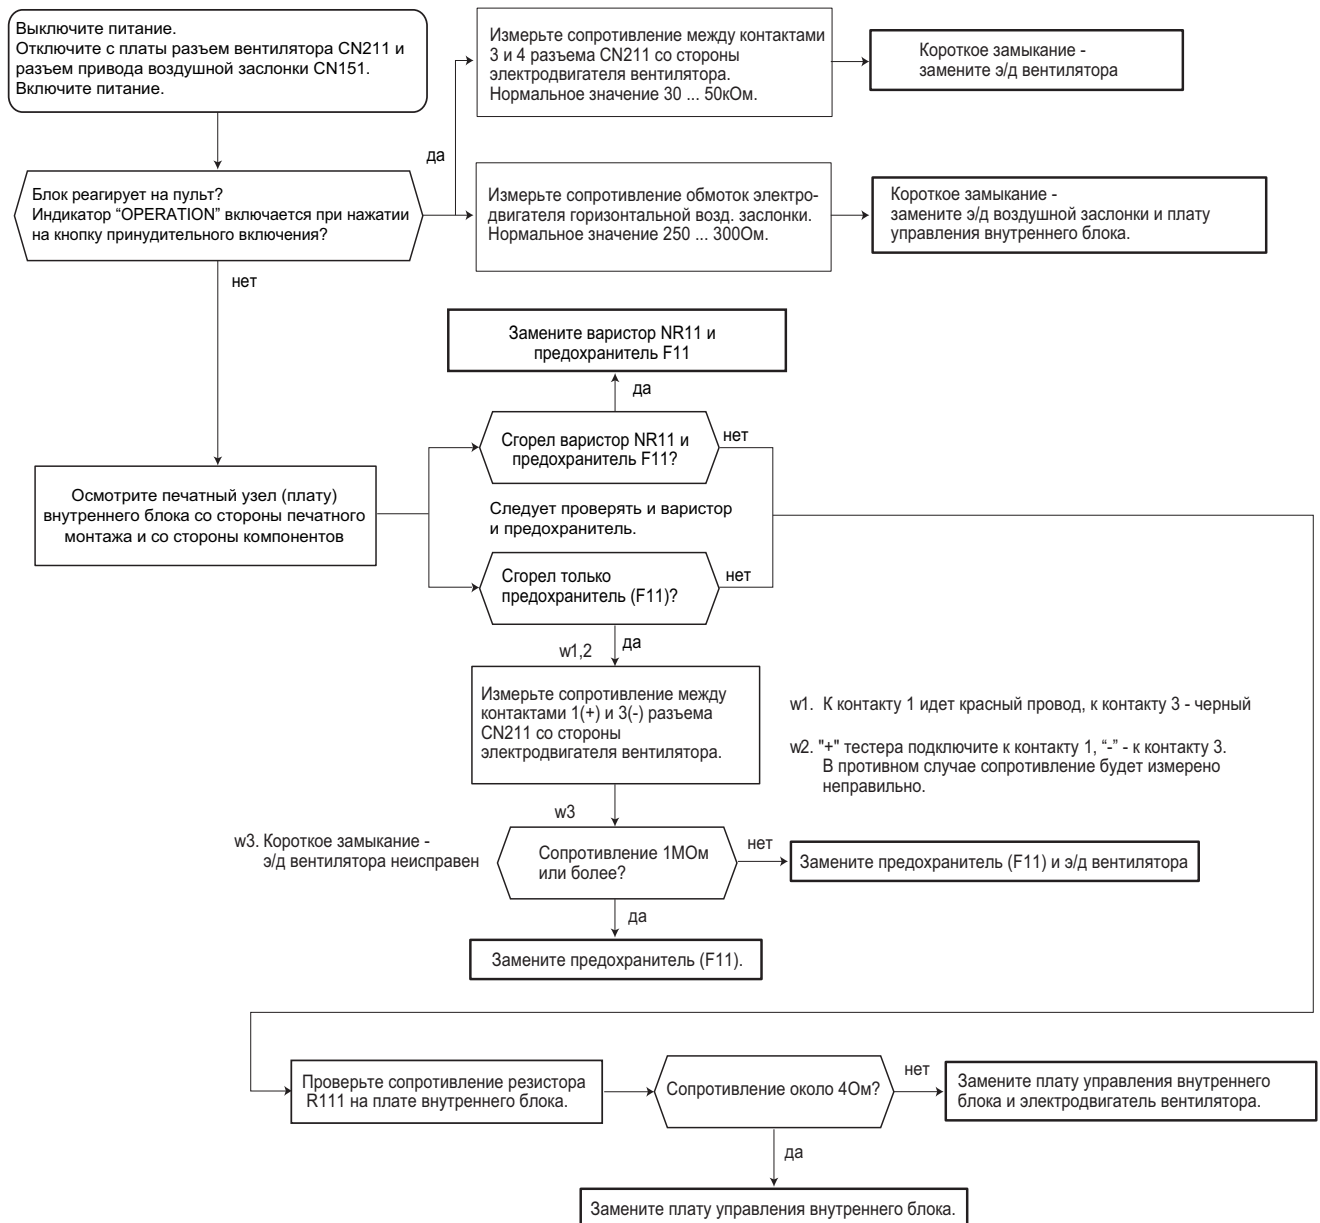 Выключите питание.
Отключите с платы разъем вентилятора CN211 и
разъем привода воздушной заслонки CN151.
Включите питание.
Измерьте сопротивление между контактами
3 и 4 разъема CN211 со стороны
электродвигателя вентилятора.
Нормальное значение 30 ... 50кОм.
Короткое замыкание -
замените э/д вентилятора
да
Блок реагирует на пульт?
Индикатор “OPERATION” включается при нажатии
на кнопку принудительного включения?
Измерьте сопротивление обмоток электро-
двигателя горизонтальной возд. заслонки.
Нормальное значение 250 ... 300Ом.
Короткое замыкание -
замените э/д воздушной заслонки и плату
управления внутреннего блока.
нет
Замените варистор NR11 и
предохранитель F11
да
Сгорел варистор NR11 и
предохранитель F11?
нет
Осмотрите печатный узел (плату)
внутреннего блока со стороны печатного
монтажа и со стороны компонентов
Следует проверять и варистор
и предохранитель.
Сгорел только
предохранитель (F11)?
нет
да
w1,2
Измерьте сопротивление между
контактами 1(+) и 3(-) разъема
CN211 со стороны
электродвигателя вентилятора.
w1. К контакту 1 идет красный провод, к контакту 3 - черный
w2. "+" тестера подключите к контакту 1, “-” - к контакту 3.
В противном случае сопротивление будет измерено
неправильно.
w3
w3. Короткое замыкание -
э/д вентилятора неисправен
Сопротивление 1МОм
или более?
нет
Замените предохранитель (F11) и э/д вентилятора
да
Замените предохранитель (F11).
Проверьте сопротивление резистора
R111 на плате внутреннего блока.
Сопротивление около 4Ом?
нет
Замените плату управления внутреннего
блока и электродвигатель вентилятора.
да
Замените плату управления внутреннего блока.